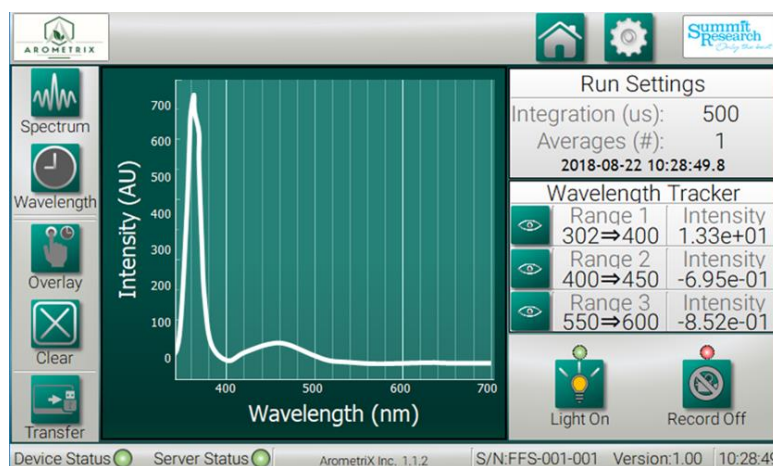 AROMETRIX
Summit
Research
Only the best
Spectrum
Wavelength
Overlay
Clear
Transfer
Intensity (AU)
700
600
500
400
300
200
100
0
400
500
600
700
Wavelength (nm)
Run Settings
Integration (us): 500
Averages (#): 1
2018-08-22 10:28:49.8
Wavelength Tracker
Range 1 Intensity
302⇒400 1.33e+01
Range 2 Intensity
400⇒450 -6.95e-01
Range 3 Intensity
550⇒600 -8.52e-01
Light On
Record Off
Device Status Server Status ArometriX Inc. 1.1.2 S/N:FFS-001-001 Version:1.00 10:28:49